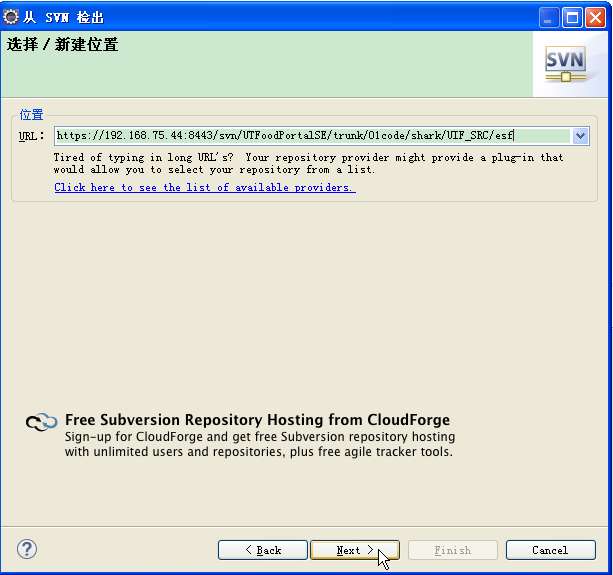 从 SVN 检出
选择 / 新建位置
SVN
位置
URL:
https://192.168.75.44:8443/svn/UTFoodPortalSE/trunk/01code/shark/UIF_SRC/esf
Tired of typing in long URL's? Your repository provider might provide a plug-in that
would allow you to select your repository from a list.
Click here to see the list of available providers.
Free Subversion Repository Hosting from CloudForge
Sign-up for CloudForge and get free Subversion repository hosting
with unlimited users and repositories, plus free agile tracker tools.
?
< Back
Next >
Finish
Cancel